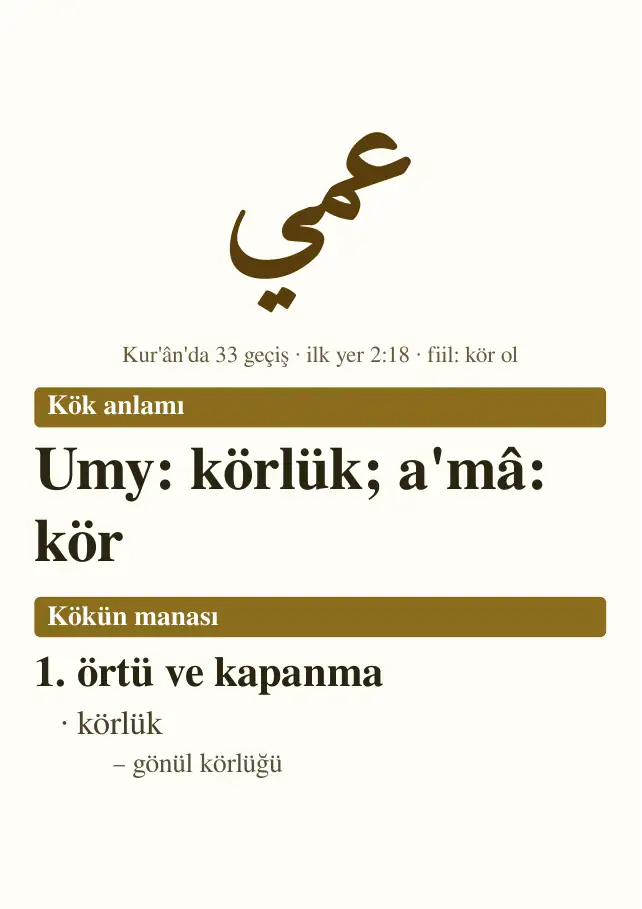 عمي
Kur'ân'da 33 geçiş · ilk yer 2:18 · fiil: kör ol
Kök anlamı
Umy: körlük; a'mâ:
kör
Kökün manası
1. örtü ve kapanma
· körlük
– gönül körlüğü